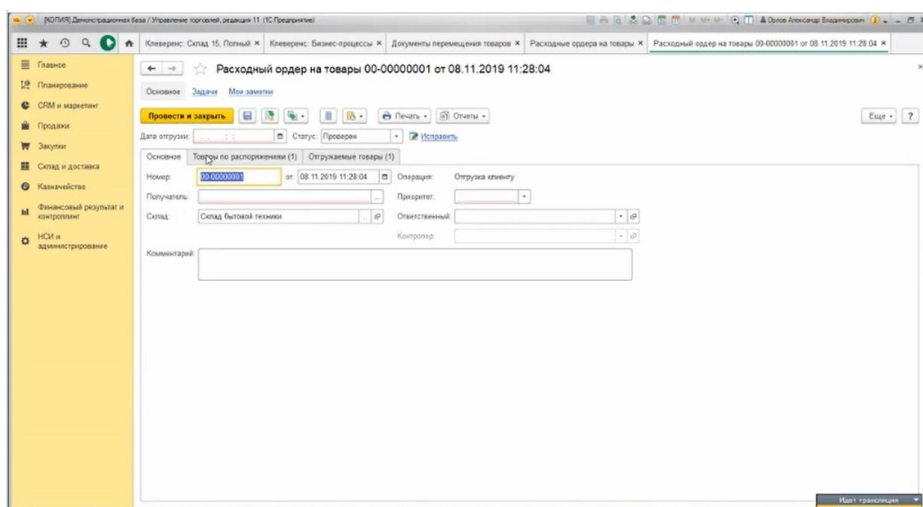 [КОПИЯ] Демонстрационная база / Управление торговлей, редакция 11 (1С:Предприятие)
M M+ M- Орлов Александр Владимирович
Клеверенс: Склад 15, Полный × Клеверенс: Бизнес-процессы × Документы перемещения товаров × Расходные ордера на товары × Расходный ордер на товары 00-00000001 от 08.11.2019 11:28:04 ×
Главное
Планирование
CRM и маркетинг
Продажи
Закупки
Склад и доставка
Казначейство
Финансовый результат и
контроллинг
НСИ и
администрирование
Расходный ордер на товары 00-00000001 от 08.11.2019 11:28:04
Основное Задачи Мои заметки
Провести и закрыть Печать Отчеты Еще ?
Дата отгрузки: . . : : Статус: Проверен Исправить
Основное Товары по распоряжениям (1) Отгружаемые товары (1)
Номер: 00-00000001 от: 08.11.2019 11:28:04 Операция: Отгрузка клиенту
Получатель: ... Приоритет:
Склад: Склад бытовой техники ... Ответственный:
Контролер:
Комментарий:
Идет трансляция